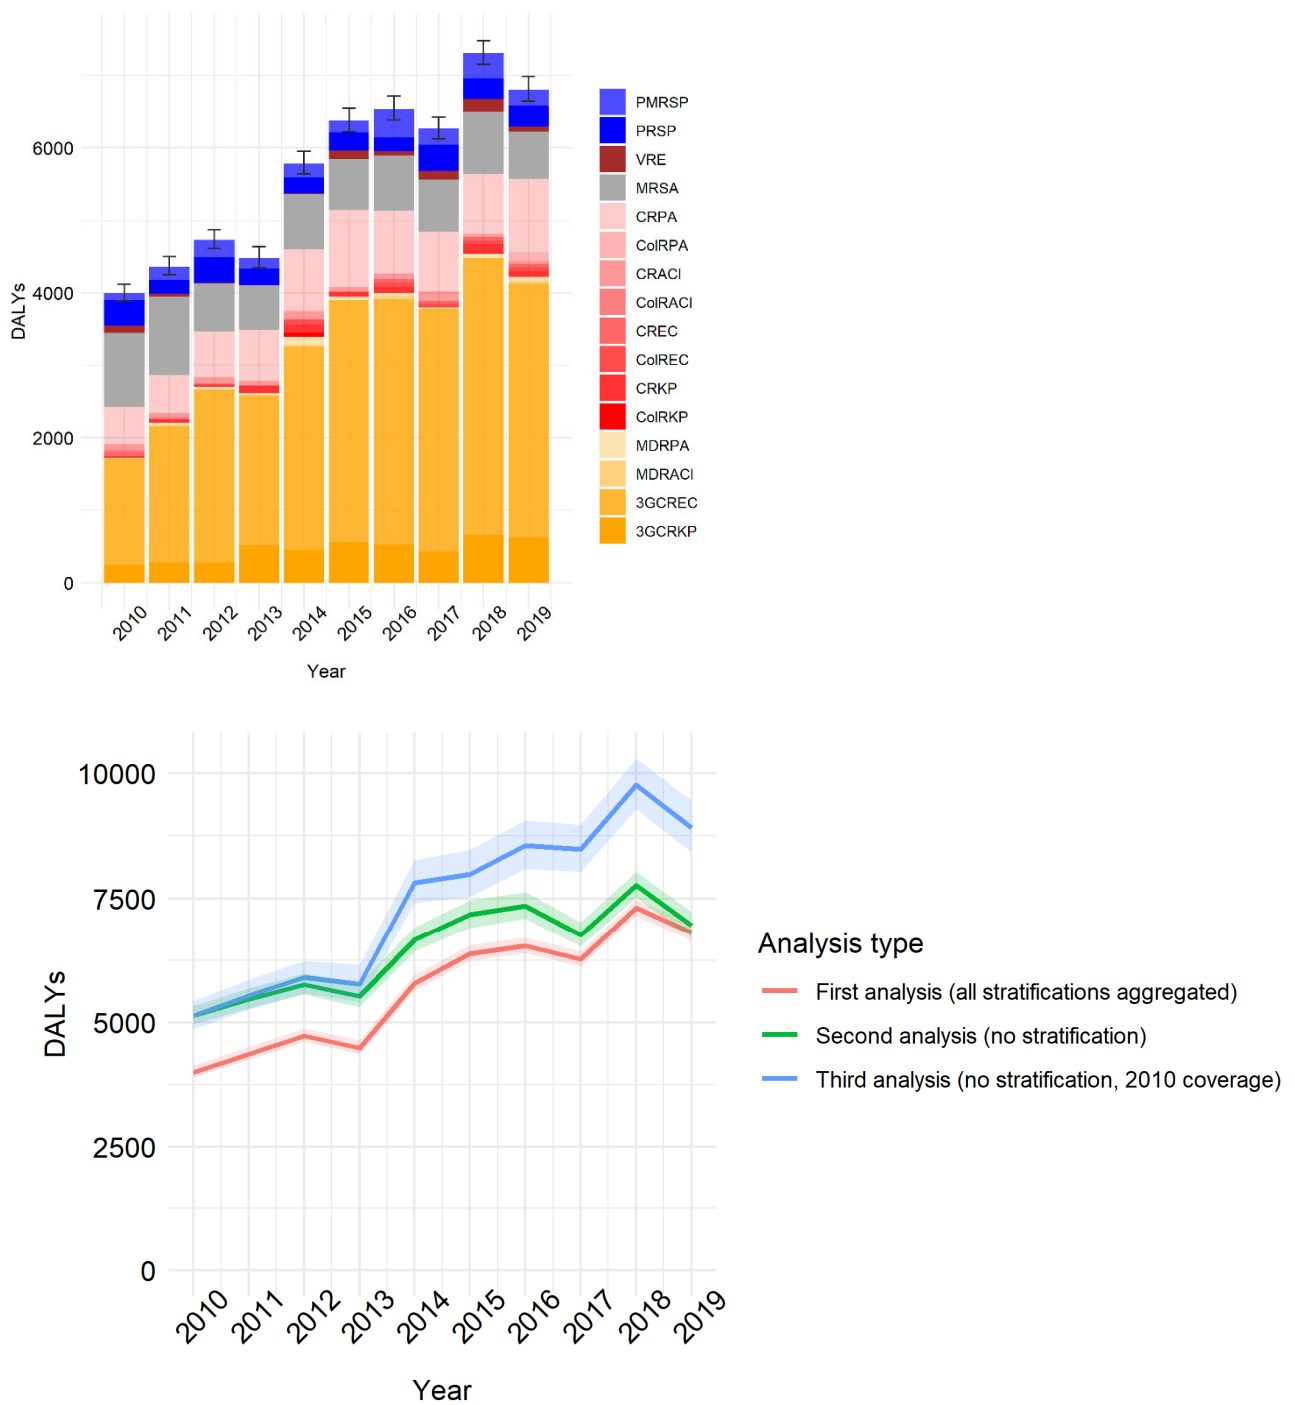 DALYs
6000
4000
2000
0
2010
2011
2012
2013
2014
2015
2016
2017
2018
2019
Year
PMRSP
PRSP
VRE
MRSA
CRPA
ColRPA
CRACI
ColRACI
CREC
ColREC
CRKP
ColRKP
MDRPA
MDRACI
3GCREC
3GCRKP
DALYs
10000
7500
5000
2500
0
2010
2011
2012
2013
2014
2015
2016
2017
2018
2019
Year
Analysis type
First analysis (all stratifications aggregated)
Second analysis (no stratification)
Third analysis (no stratification, 2010 coverage)